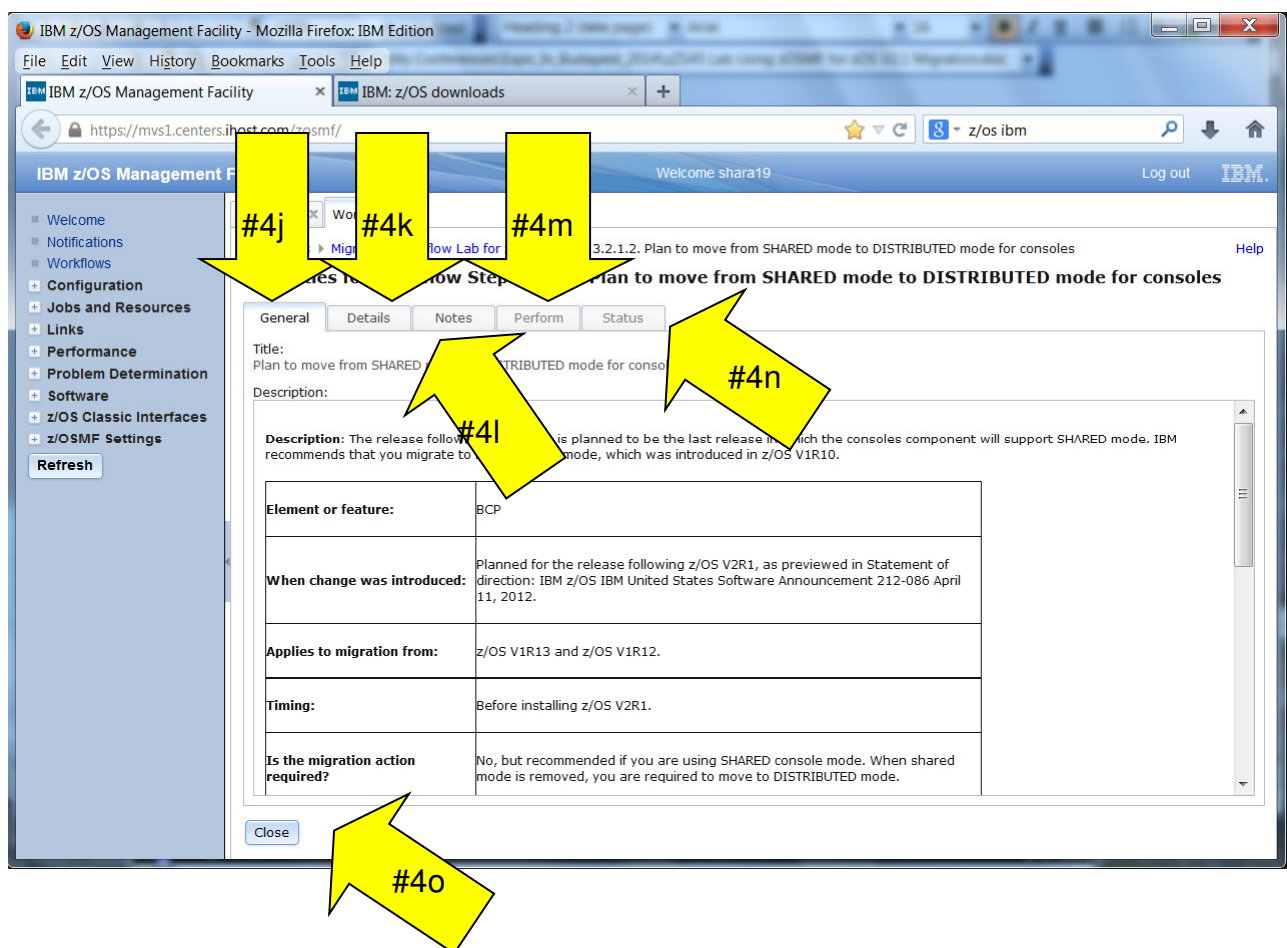 IBM z/OS Management Facility - Mozilla Firefox: IBM Edition
File Edit View History Bookmarks Tools Help
IBM IBM z/OS Management Facility × IBM IBM: z/OS downloads × +
https://mvs1.centers.ihost.com/zosmf/ 8 z/os ibm
IBM z/OS Management F Welcome shara19 Log out IBM.
Welcome
Notifications
Workflows
Configuration
Jobs and Resources
Links
Performance
Problem Determination
Software
z/OS Classic Interfaces
z/OSMF Settings
Refresh
#4j
#4k
#4m
× Wor
Migr flow Lab for 3.2.1.2. Plan to move from SHARED mode to DISTRIBUTED mode for consoles Help
Step Plan to move from SHARED mode to DISTRIBUTED mode for consoles
General Details Notes Perform Status
#4n
#4l
Title:
Plan to move from SHARED TRIBUTED mode for conso
Description:
Description: The release follow is planned to be the last release in which the consoles component will support SHARED mode. IBM
recommends that you migrate to mode, which was introduced in z/OS V1R10.
Element or feature: BCP
When change was introduced: Planned for the release following z/OS V2R1, as previewed in Statement of
direction: IBM z/OS IBM United States Software Announcement 212-086 April
11, 2012.
Applies to migration from: z/OS V1R13 and z/OS V1R12.
Timing: Before installing z/OS V2R1.
Is the migration action
required?
No, but recommended if you are using SHARED console mode. When shared
mode is removed, you are required to move to DISTRIBUTED mode.
Close
#4o